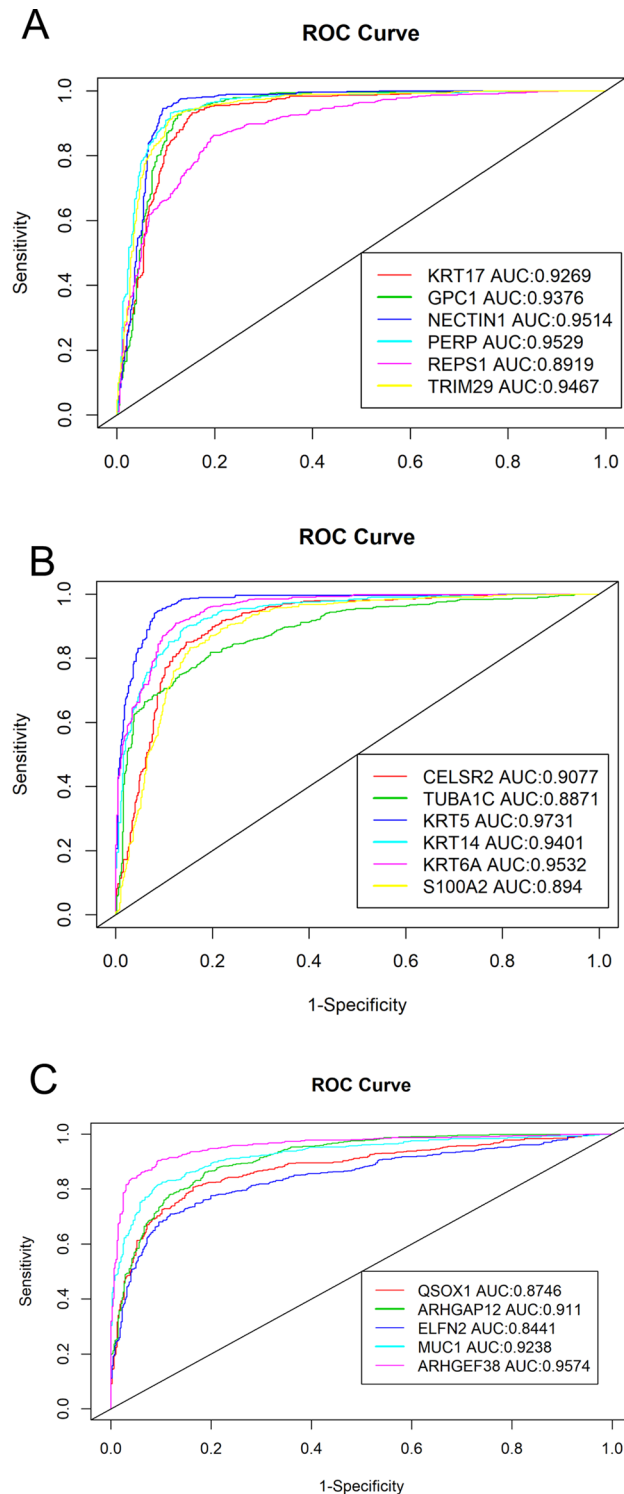 A
ROC Curve
1.0
0.8
0.6
0.4
0.2
0.0
Sensitivity
KRT17 AUC:0.9269
GPC1 AUC:0.9376
NECTIN1 AUC:0.9514
PERP AUC:0.9529
REPS1 AUC:0.8919
TRIM29 AUC:0.9467
0.0 0.2 0.4 0.6 0.8 1.0
B
ROC Curve
1.0
0.8
0.6
0.4
0.2
0.0
Sensitivity
CELSR2 AUC:0.9077
TUBA1C AUC:0.8871
KRT5 AUC:0.9731
KRT14 AUC:0.9401
KRT6A AUC:0.9532
S100A2 AUC:0.894
0.0 0.2 0.4 0.6 0.8 1.0
1-Specificity
C
ROC Curve
1.0
0.8
0.6
0.4
0.2
0.0
Sensitivity
QSOX1 AUC:0.8746
ARHGAP12 AUC:0.911
ELFN2 AUC:0.8441
MUC1 AUC:0.9238
ARHGEF38 AUC:0.9574
0.0 0.2 0.4 0.6 0.8 1.0
1-Specificity